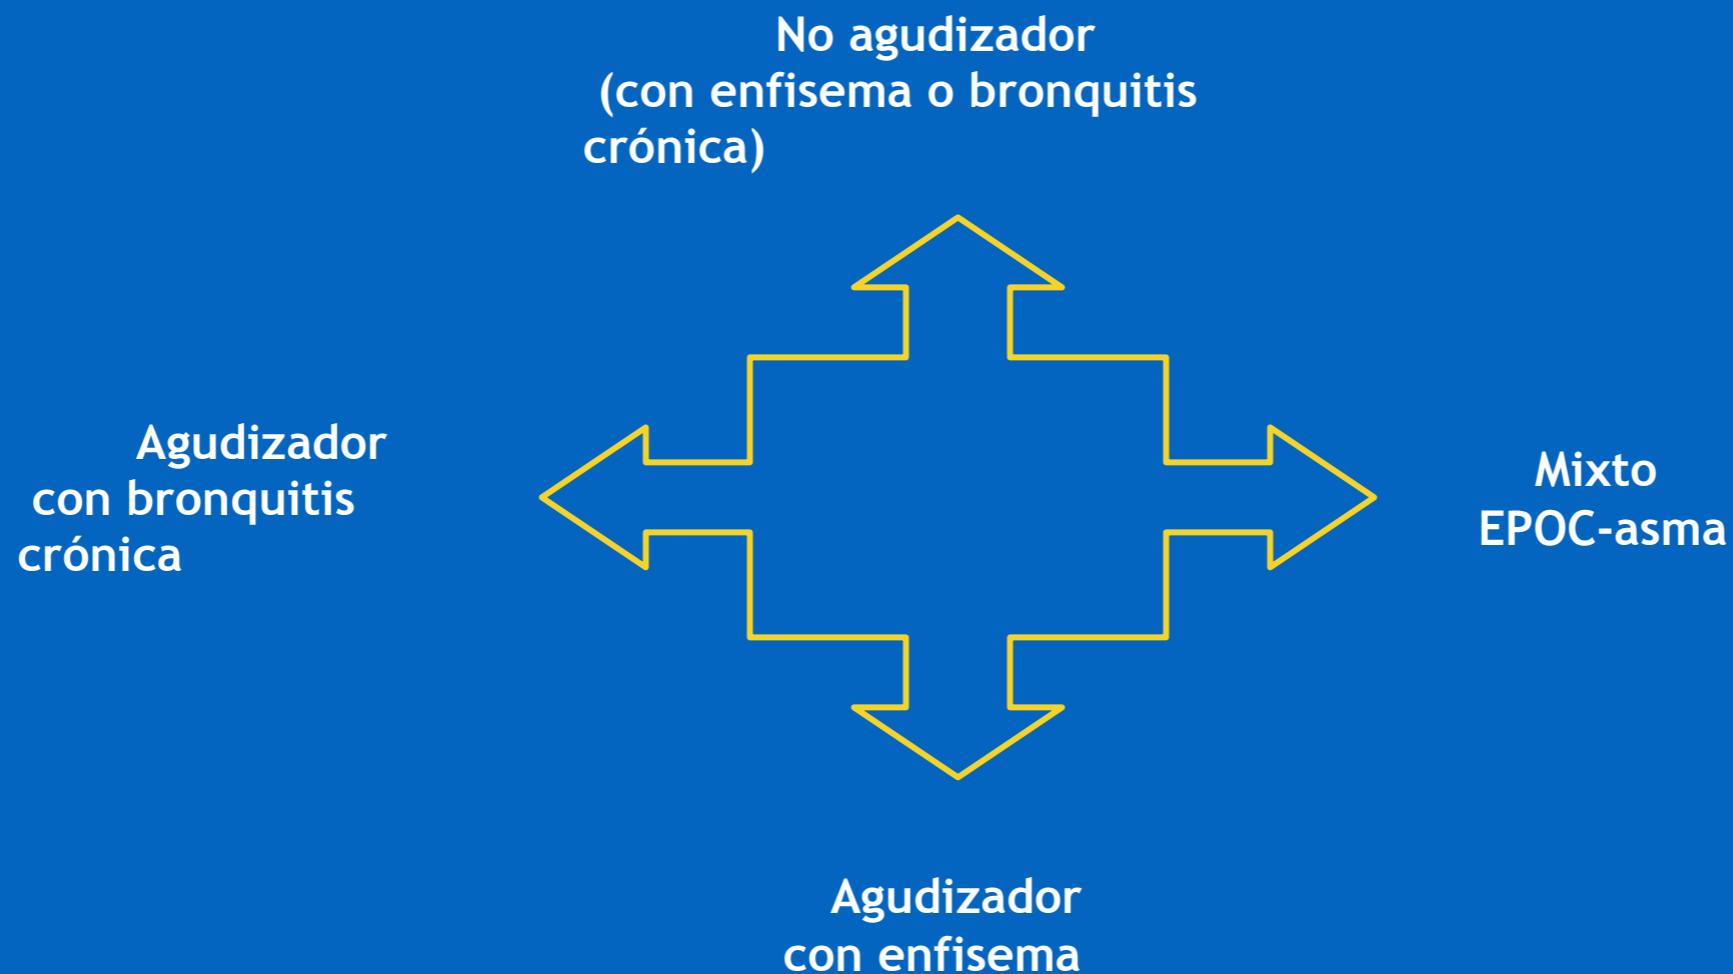 No agudizador
(con enfisema o bronquitis
crónica)
Agudizador
con bronquitis
crónica
Mixto
EPOC-asma
Agudizador
con enfisema